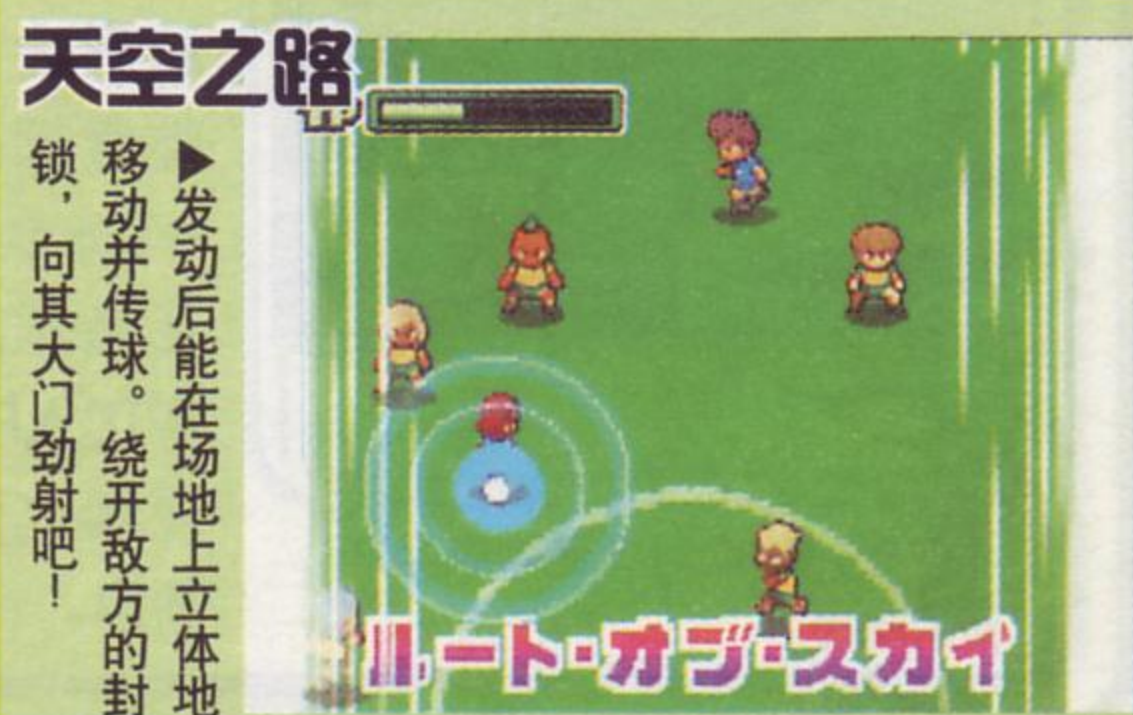 天空之路
TP
▶发动后能在场地上立体地
移动并传球。绕开敌方的封
锁，向其大门劲射吧！
ルート・オブ・スカイ